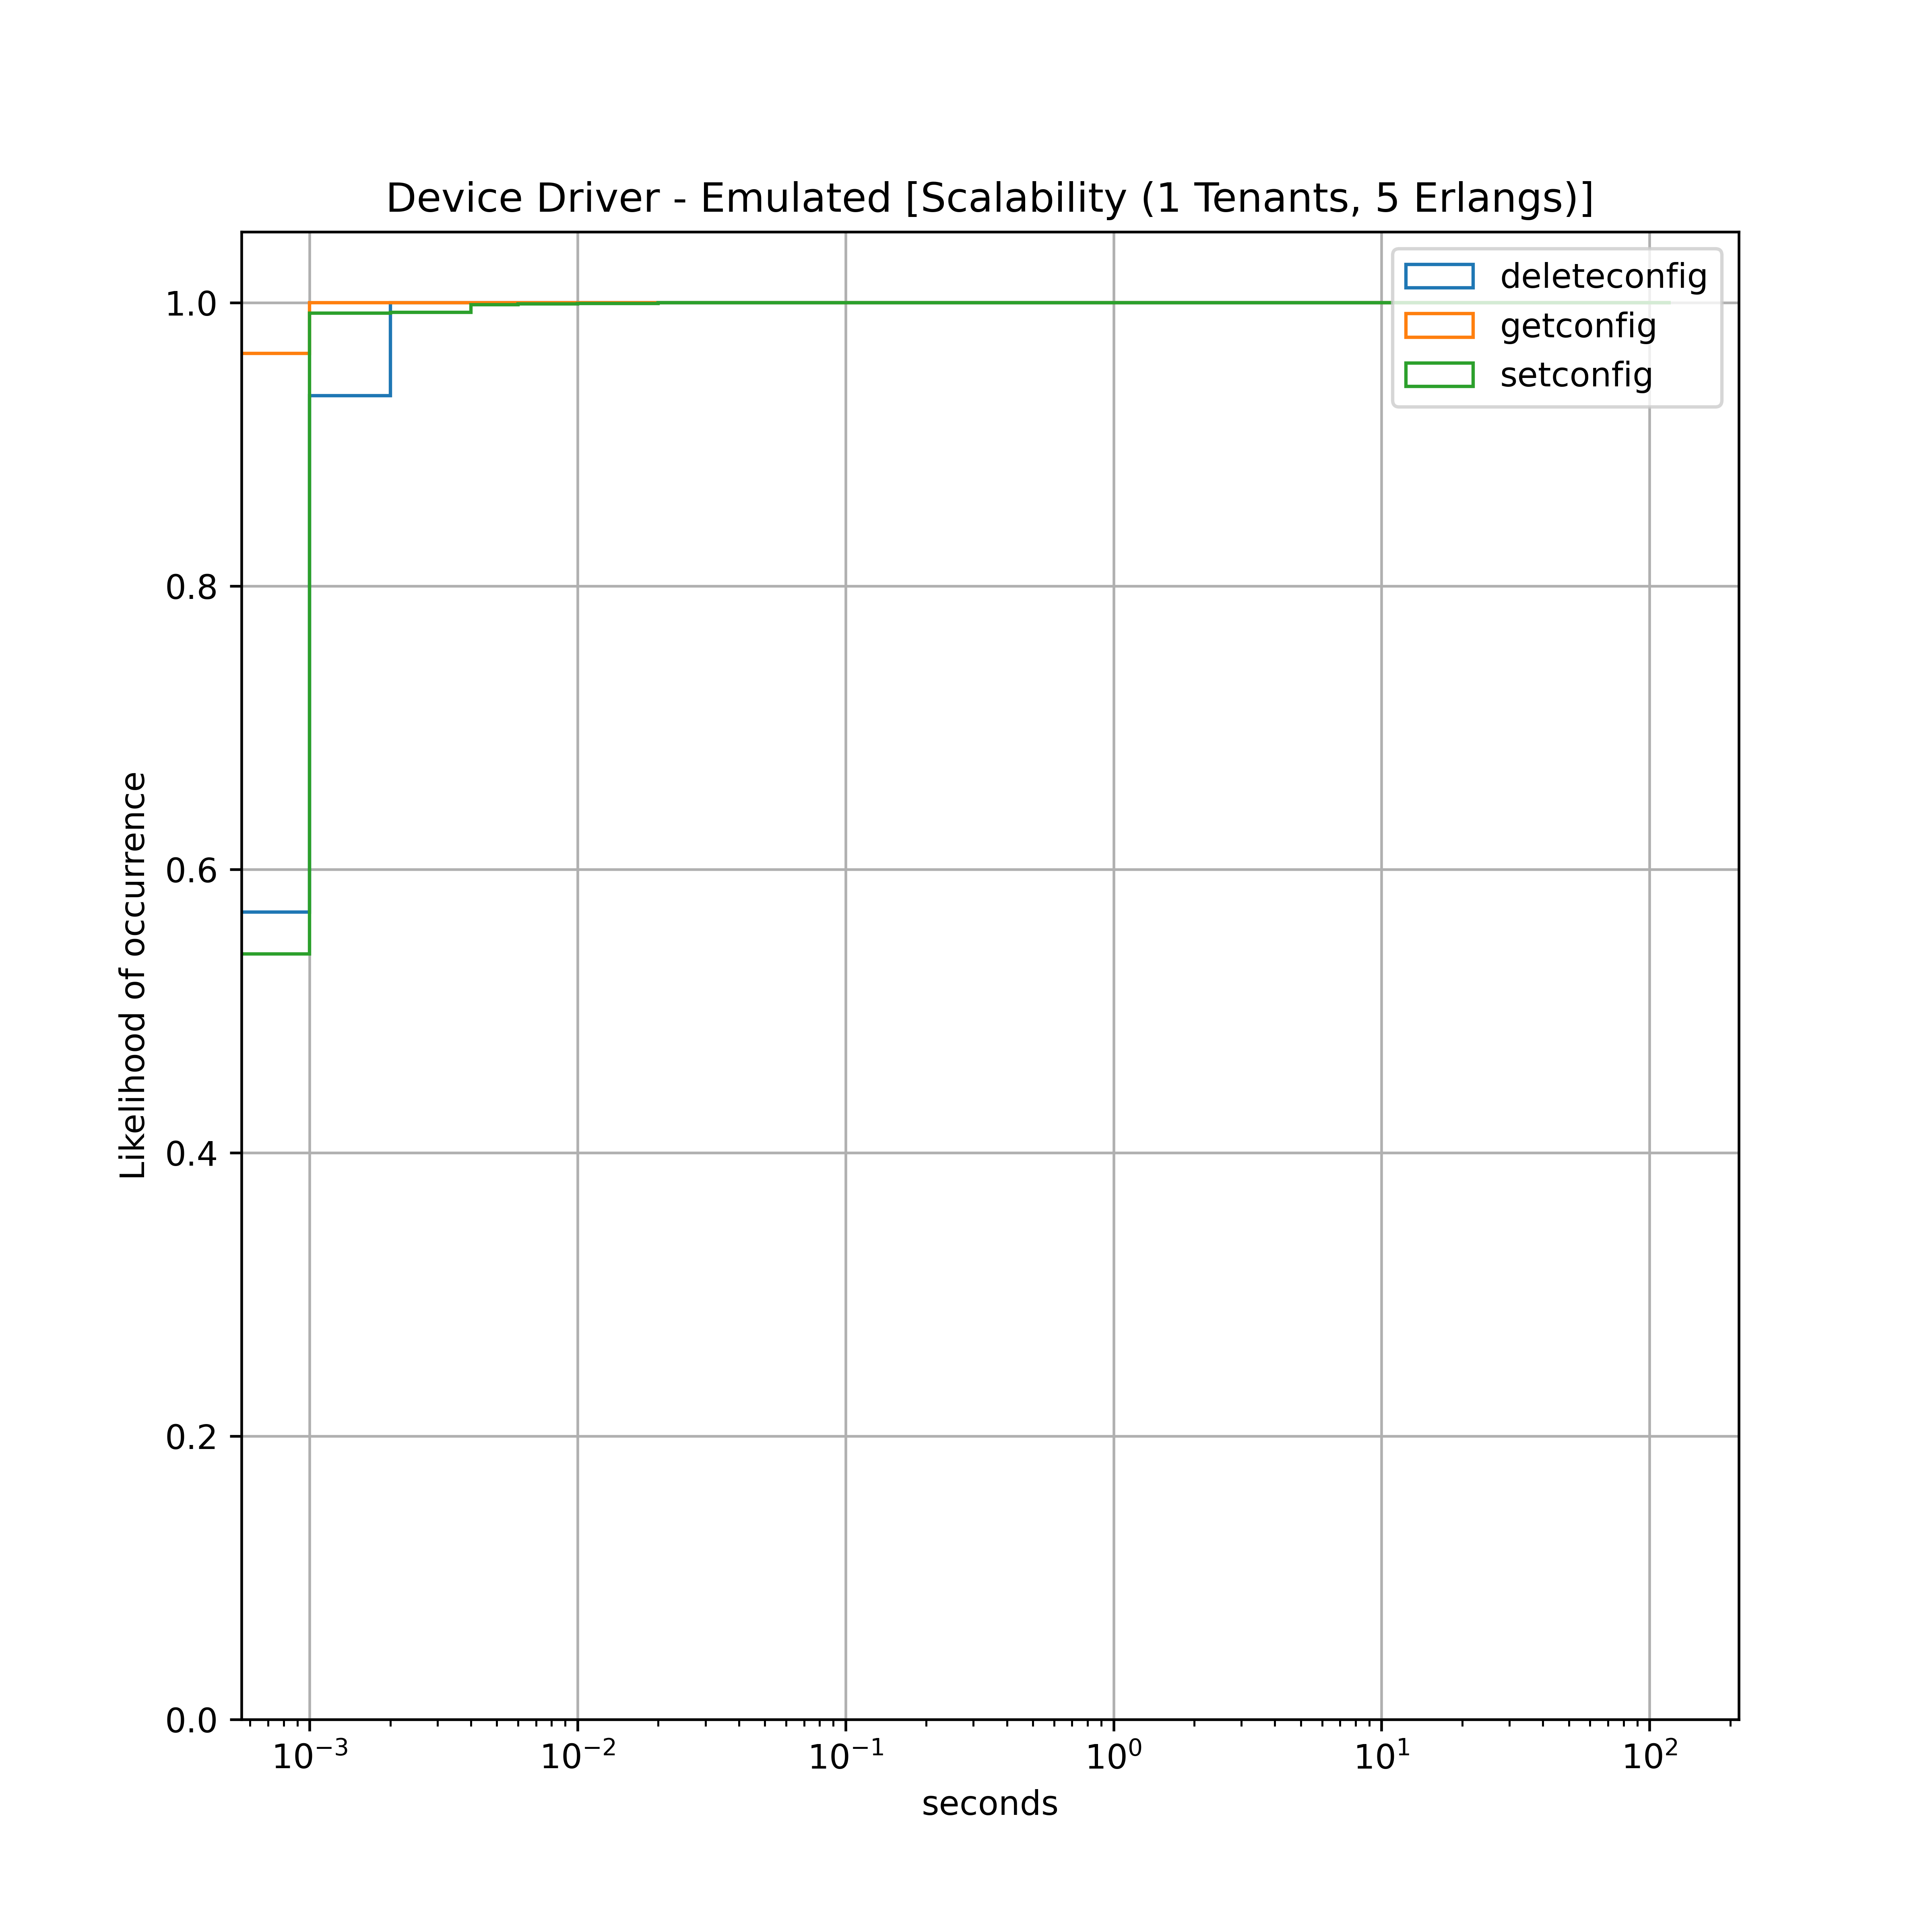 Device Driver - Emulated [Scalability (1 Tenants, 5 Erlangs)]
deleteconfig
getconfig
setconfig
1.0
0.8
0.6
0.4
0.2
0.0
Likelihood of occurrence
10⁻³ 10⁻² 10⁻¹ 10⁰ 10¹ 10²
seconds